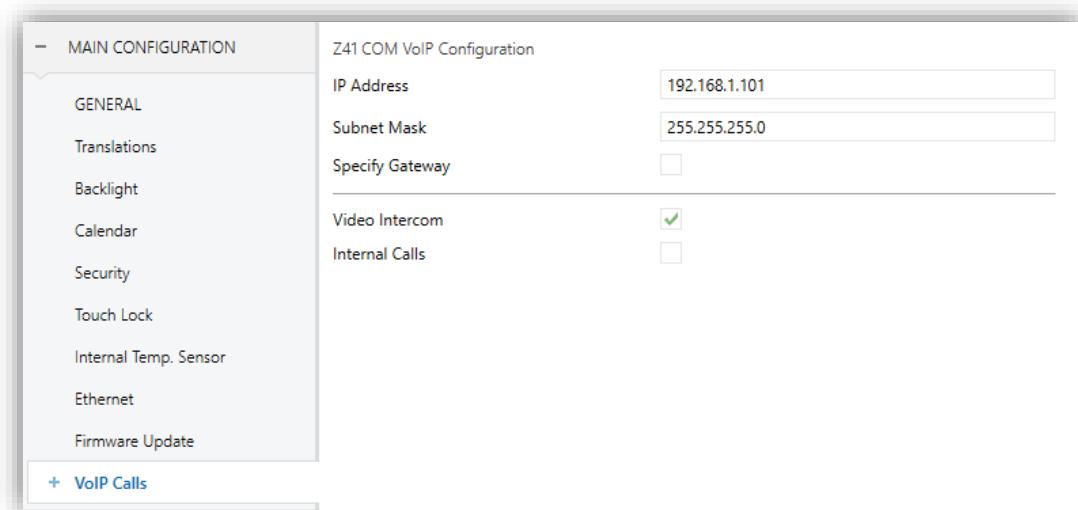 MAIN CONFIGURATION
GENERAL
Translations
Backlight
Calendar
Security
Touch Lock
Internal Temp. Sensor
Ethernet
Firmware Update
VoIP Calls
Z41 COM VoIP Configuration
IP Address 192.168.1.101
Subnet Mask 255.255.255.0
Specify Gateway
Video Intercom
Internal Calls